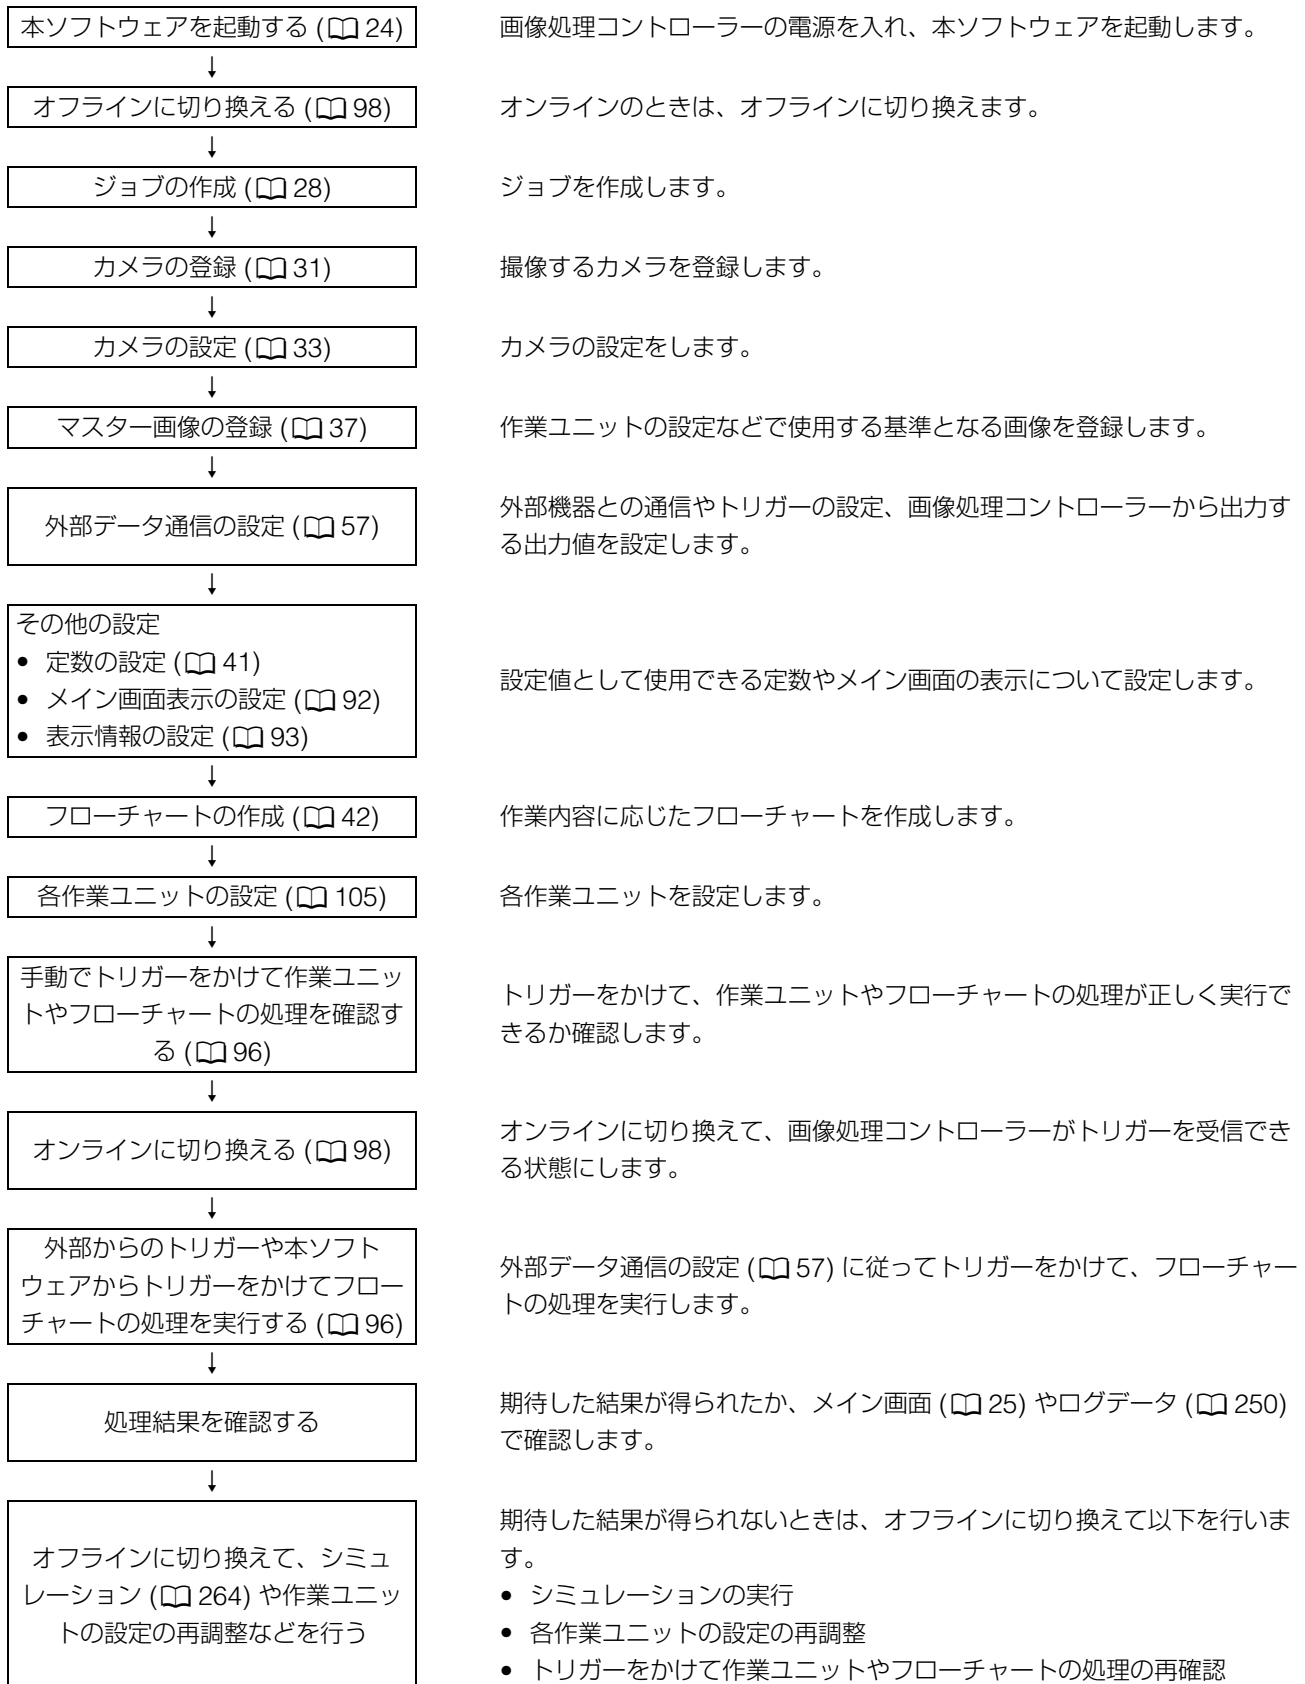 本ソフトウェアを起動する (24)
画像処理コントローラーの電源を入れ、本ソフトウェアを起動します。
↓
オフラインに切り換える (98)
オンラインのときは、オフラインに切り換えます。
↓
ジョブの作成 (28)
ジョブを作成します。
↓
カメラの登録 (31)
撮像するカメラを登録します。
↓
カメラの設定 (33)
カメラの設定をします。
↓
マスター画像の登録 (37)
作業ユニットの設定などで使用する基準となる画像を登録します。
↓
外部データ通信の設定 (57)
外部機器との通信やトリガーの設定、画像処理コントローラーから出力す
る出力値を設定します。
↓
その他の設定
• 定数の設定 (41)
• メイン画面表示の設定 (92)
• 表示情報の設定 (93)
設定値として使用できる定数やメイン画面の表示について設定します。
↓
フローチャートの作成 (42)
作業内容に応じたフローチャートを作成します。
↓
各作業ユニットの設定 (105)
各作業ユニットを設定します。
↓
手動でトリガーをかけて作業ユニッ
トやフローチャートの処理を確認す
る (96)
トリガーをかけて、作業ユニットやフローチャートの処理が正しく実行で
きるか確認します。
↓
オンラインに切り換える (98)
オンラインに切り換えて、画像処理コントローラーがトリガーを受信でき
る状態にします。
↓
外部からのトリガーや本ソフト
ウェアからトリガーをかけてフロー
チャートの処理を実行する (96)
外部データ通信の設定 (57) に従ってトリガーをかけて、フローチャー
トの処理を実行します。
↓
処理結果を確認する
期待した結果が得られたか、メイン画面 (25) やログデータ (250)
で確認します。
↓
オフラインに切り換えて、シミュ
レーション (264) や作業ユニッ
トの設定の再調整などを行う
期待した結果が得られないときは、オフラインに切り換えて以下を行いま
す。
• シミュレーションの実行
• 各作業ユニットの設定の再調整
• トリガーをかけて作業ユニットやフローチャートの処理の再確認